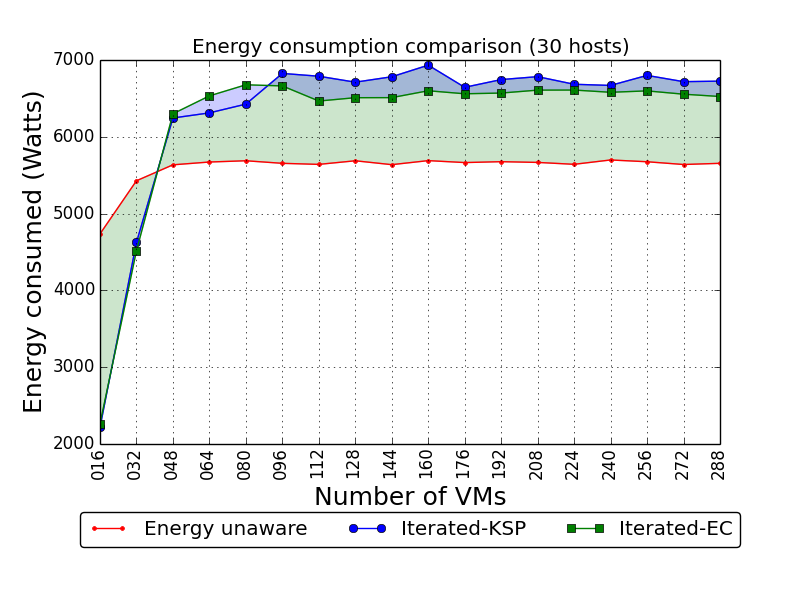 Energy consumption comparison (30 hosts)
Energy consumed (Watts)
7000
6000
5000
4000
3000
2000
016 032 048 064 080 096 112 128 144 160 176 192 208 224 240 256 272 288
Number of VMs
Energy unaware Iterated-KSP Iterated-EC